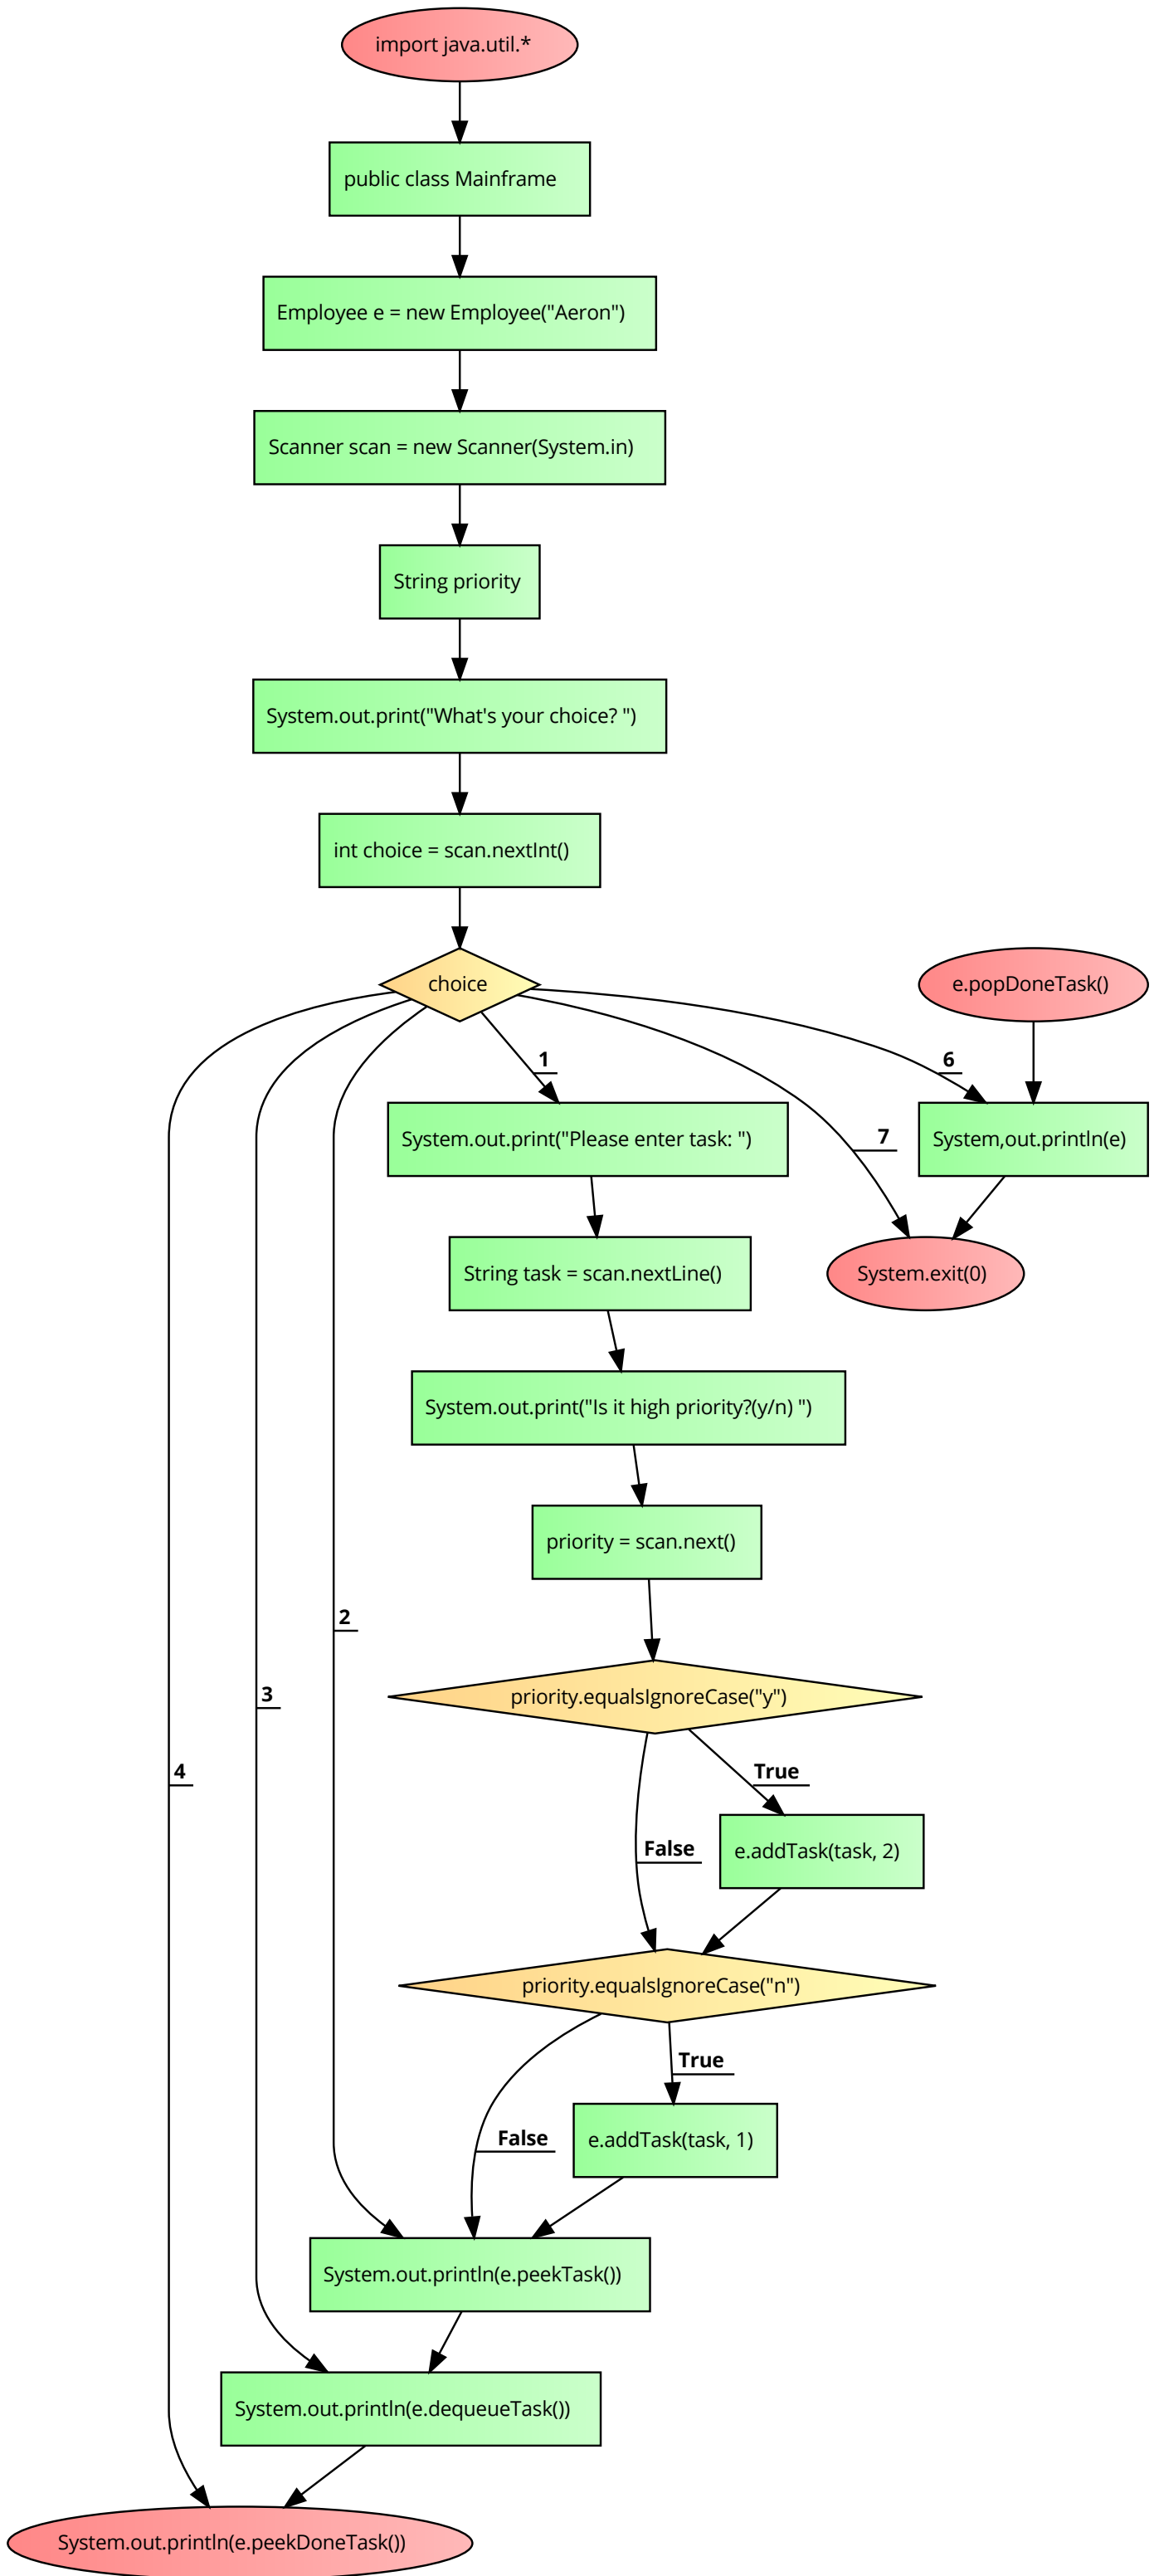 import java.util.*
public class Mainframe
Employee e = new Employee("Aeron")
Scanner scan = new Scanner(System.in)
String priority
System.out.print("What's your choice? ")
int choice = scan.nextInt()
choice
e.popDoneTask()
1
6
System.out.print("Please enter task: ")
7
System,out.println(e)
String task = scan.nextLine()
System.exit(0)
System.out.print("Is it high priority?(y/n) ")
priority = scan.next()
2
3
priority.equalsIgnoreCase("y")
4
True
False
e.addTask(task, 2)
priority.equalsIgnoreCase("n")
True
False
e.addTask(task, 1)
System.out.println(e.peekTask())
System.out.println(e.dequeueTask())
System.out.println(e.peekDoneTask())